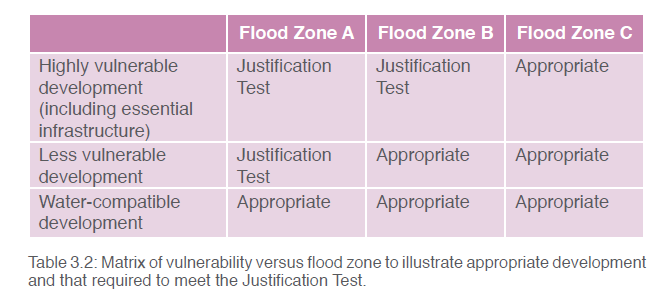 Flood Zone A Flood Zone B Flood Zone C
Highly vulnerable development (including essential infrastructure) Justification Test Justification Test Appropriate
Less vulnerable development Justification Test Appropriate Appropriate
Water-compatible development Appropriate Appropriate Appropriate
Table 3.2: Matrix of vulnerability versus flood zone to illustrate appropriate development
and that required to meet the Justification Test.